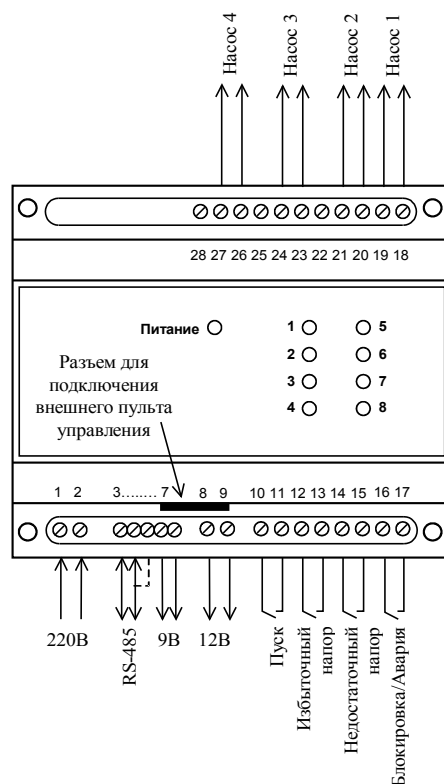 Насос 4 Насос 3 Насос 2 Насос 1
28 27 26 25 24 23 22 21 20 19 18
Питание 1 5
2 6
3 7
4 8
Разъем для
подключения
внешнего пульта
управления
1 2 3......... 7 8 9 10 11 12 13 14 15 16 17
220В RS-485 9В 12В
Пуск
Избыточный
напор
Недостаточный
напор
Блокировка/Авария